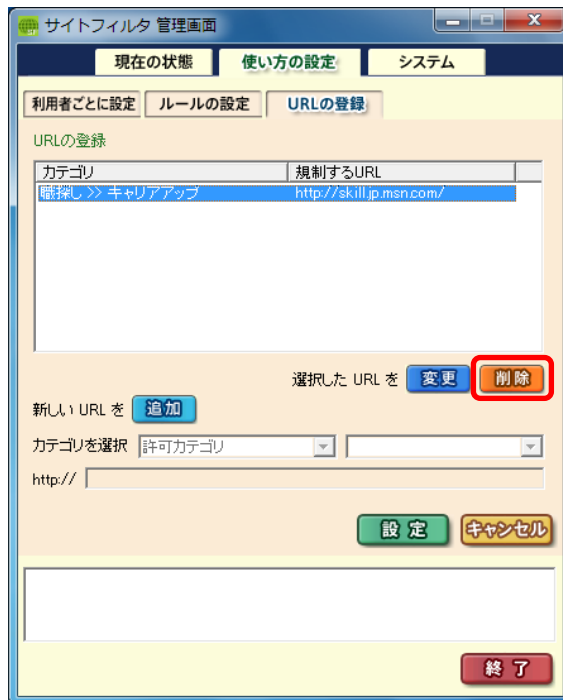 サイトフィルタ 管理画面
現在の状態 使い方の設定 システム
利用者ごとに設定 ルールの設定 URLの登録
URLの登録
カテゴリ 規制するURL
職探し >> キャリアアップ http://skill.jp.msn.com/
選択した URL を 変更 削除
新しい URL を 追加
カテゴリを選択 許可カテゴリ
http://
設定 キャンセル
終了